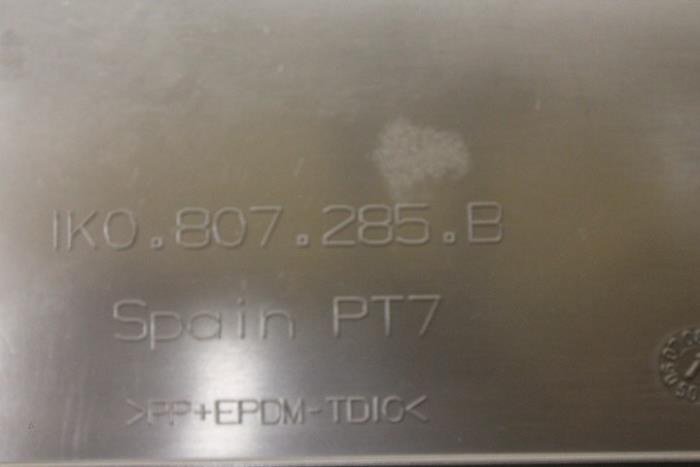 1K0.807.285.B
Spain PT7
>PP+EPDM-TD10<